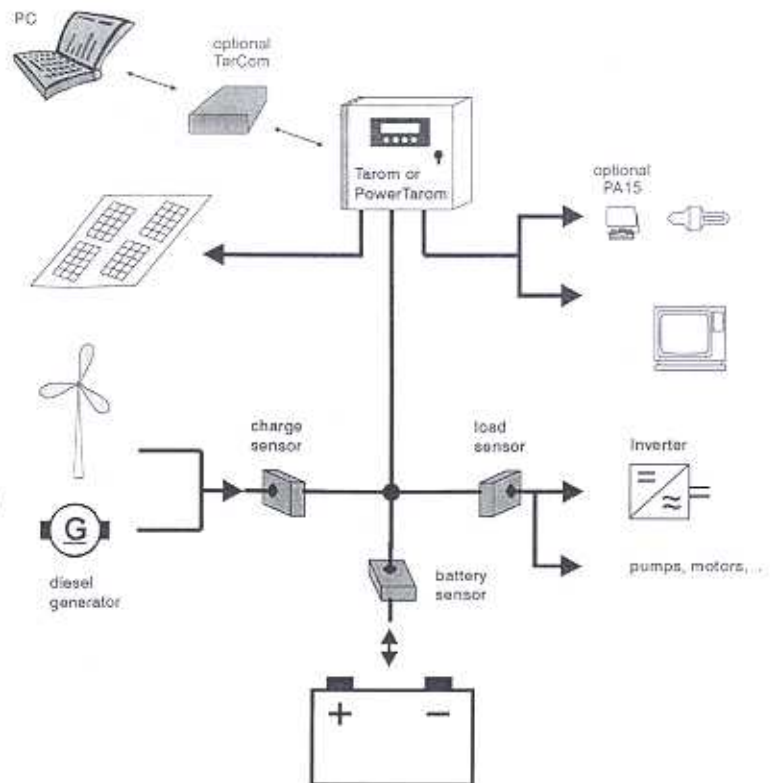 PC
optional
TarCom
Tarom or
PowerTarom
optional
PA15
charge
sensor
load
sensor
Inverter
G
diesel
generator
battery
sensor
pumps, motors,..
+ −